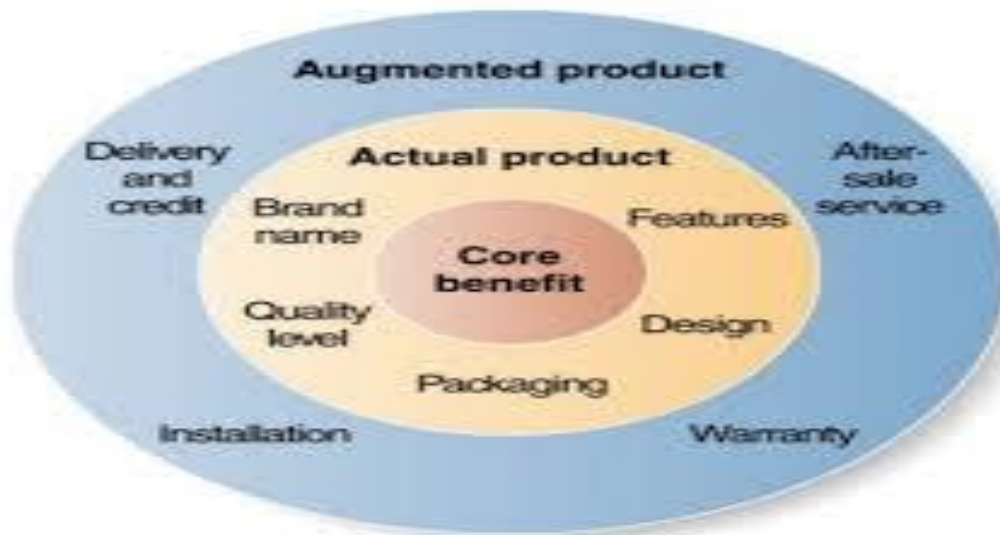 Augmented product
Delivery
and
credit
After-
sale
service
Actual product
Brand
name
Features
Core
benefit
Quality
level
Design
Packaging
Installation
Warranty